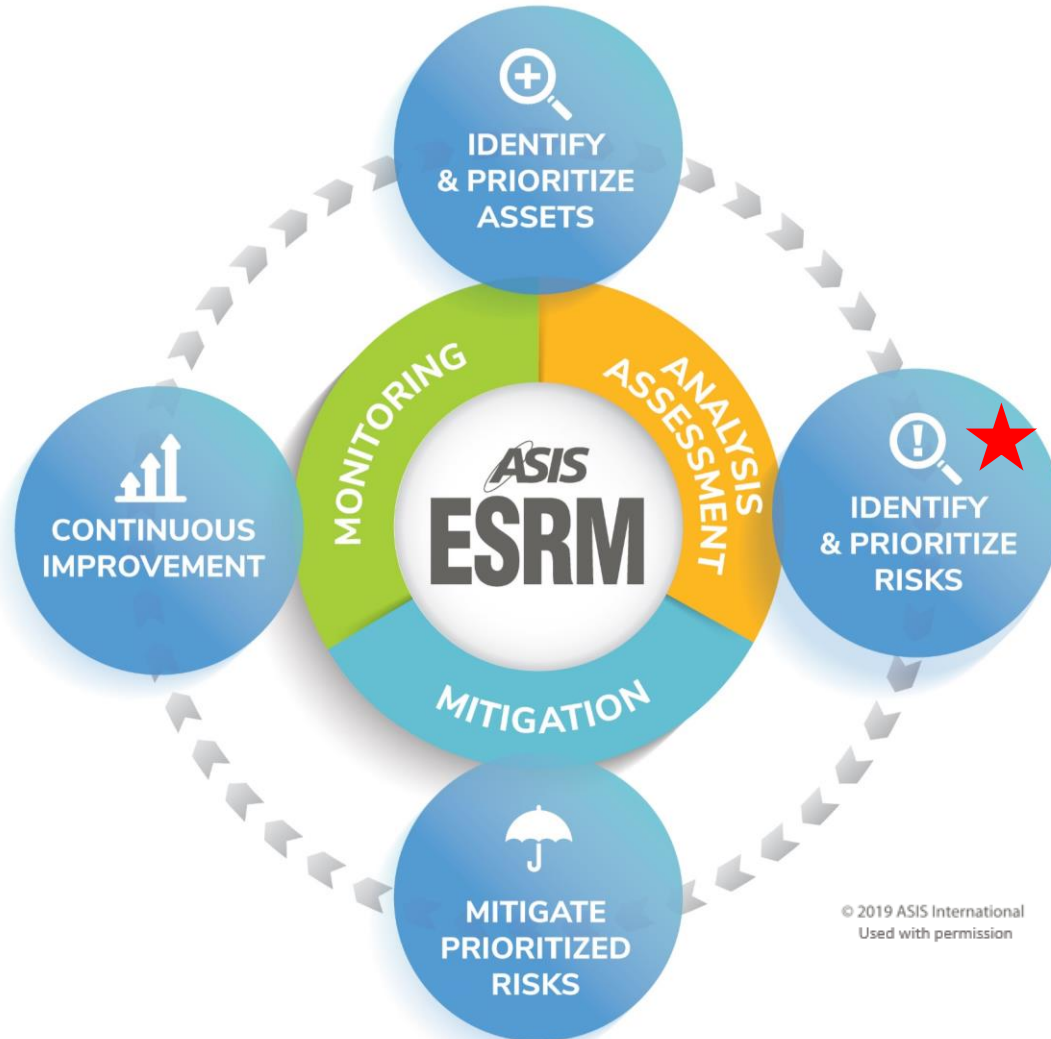 IDENTIFY
& PRIORITIZE
ASSETS
MONITORING
ANALYSIS
ASSESSMENT
ASIS
ESRM
IDENTIFY
& PRIORITIZE
RISKS
CONTINUOUS
IMPROVEMENT
MITIGATION
MITIGATE
PRIORITIZED
RISKS
© 2019 ASIS International
Used with permission